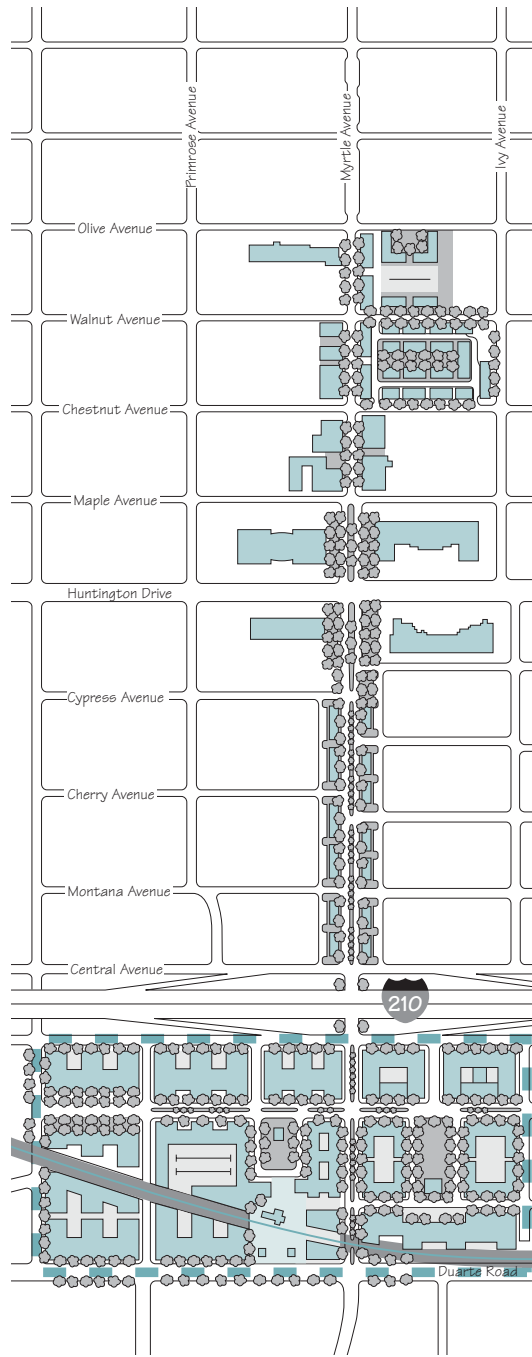 Primrose Avenue
Myrtle Avenue
Ivy Avenue
Olive Avenue
Walnut Avenue
Chestnut Avenue
Maple Avenue
Huntington Drive
Cypress Avenue
Cherry Avenue
Montana Avenue
Central Avenue
210
Duarte Road